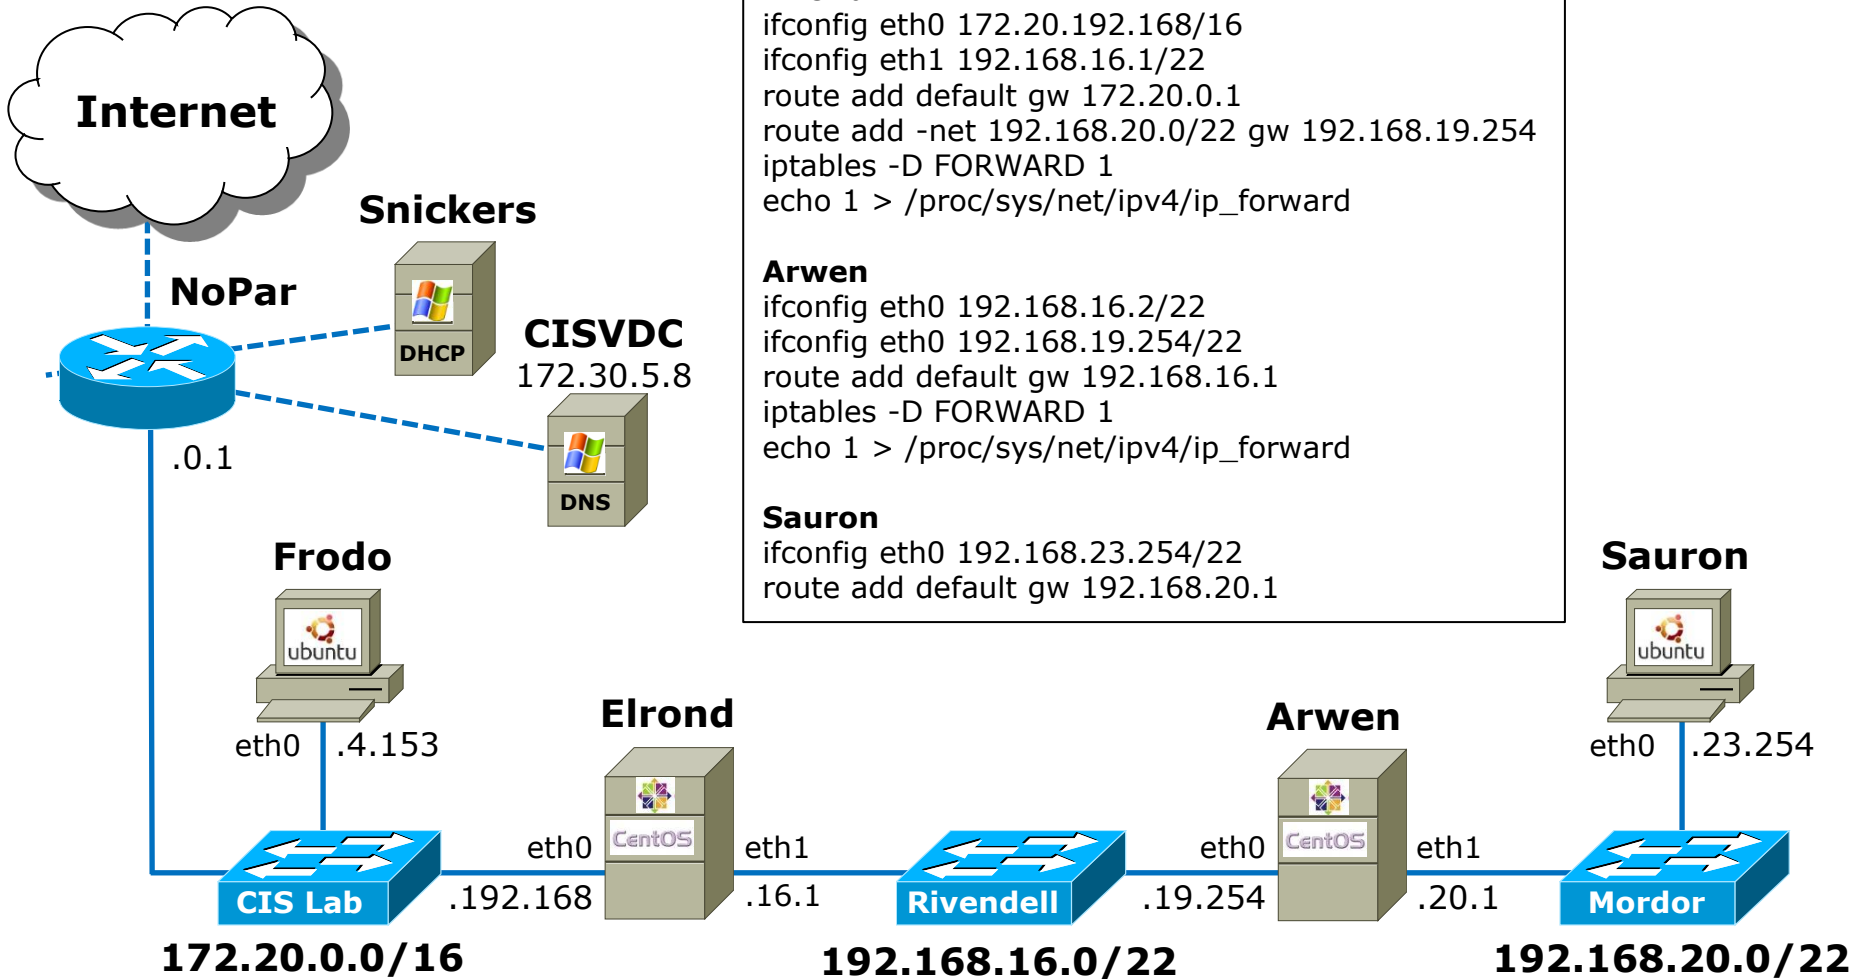 ifconfig eth0 172.20.192.168/16
ifconfig eth1 192.168.16.1/22
route add default gw 172.20.0.1
route add -net 192.168.20.0/22 gw 192.168.19.254
iptables -D FORWARD 1
echo 1 > /proc/sys/net/ipv4/ip_forward
Arwen
ifconfig eth0 192.168.16.2/22
ifconfig eth0 192.168.19.254/22
route add default gw 192.168.16.1
iptables -D FORWARD 1
echo 1 > /proc/sys/net/ipv4/ip_forward
Sauron
ifconfig eth0 192.168.23.254/22
route add default gw 192.168.20.1
Internet
Snickers
DHCP
NoPar
CISVDC
172.30.5.8
DNS
.0.1
Frodo
ubuntu
eth0 .4.153
Sauron
ubuntu
eth0 .23.254
Elrond
CentOS
eth0
.192.168
eth1
.16.1
Arwen
CentOS
eth0
.19.254
eth1
.20.1
CIS Lab
Rivendell
Mordor
172.20.0.0/16
192.168.16.0/22
192.168.20.0/22